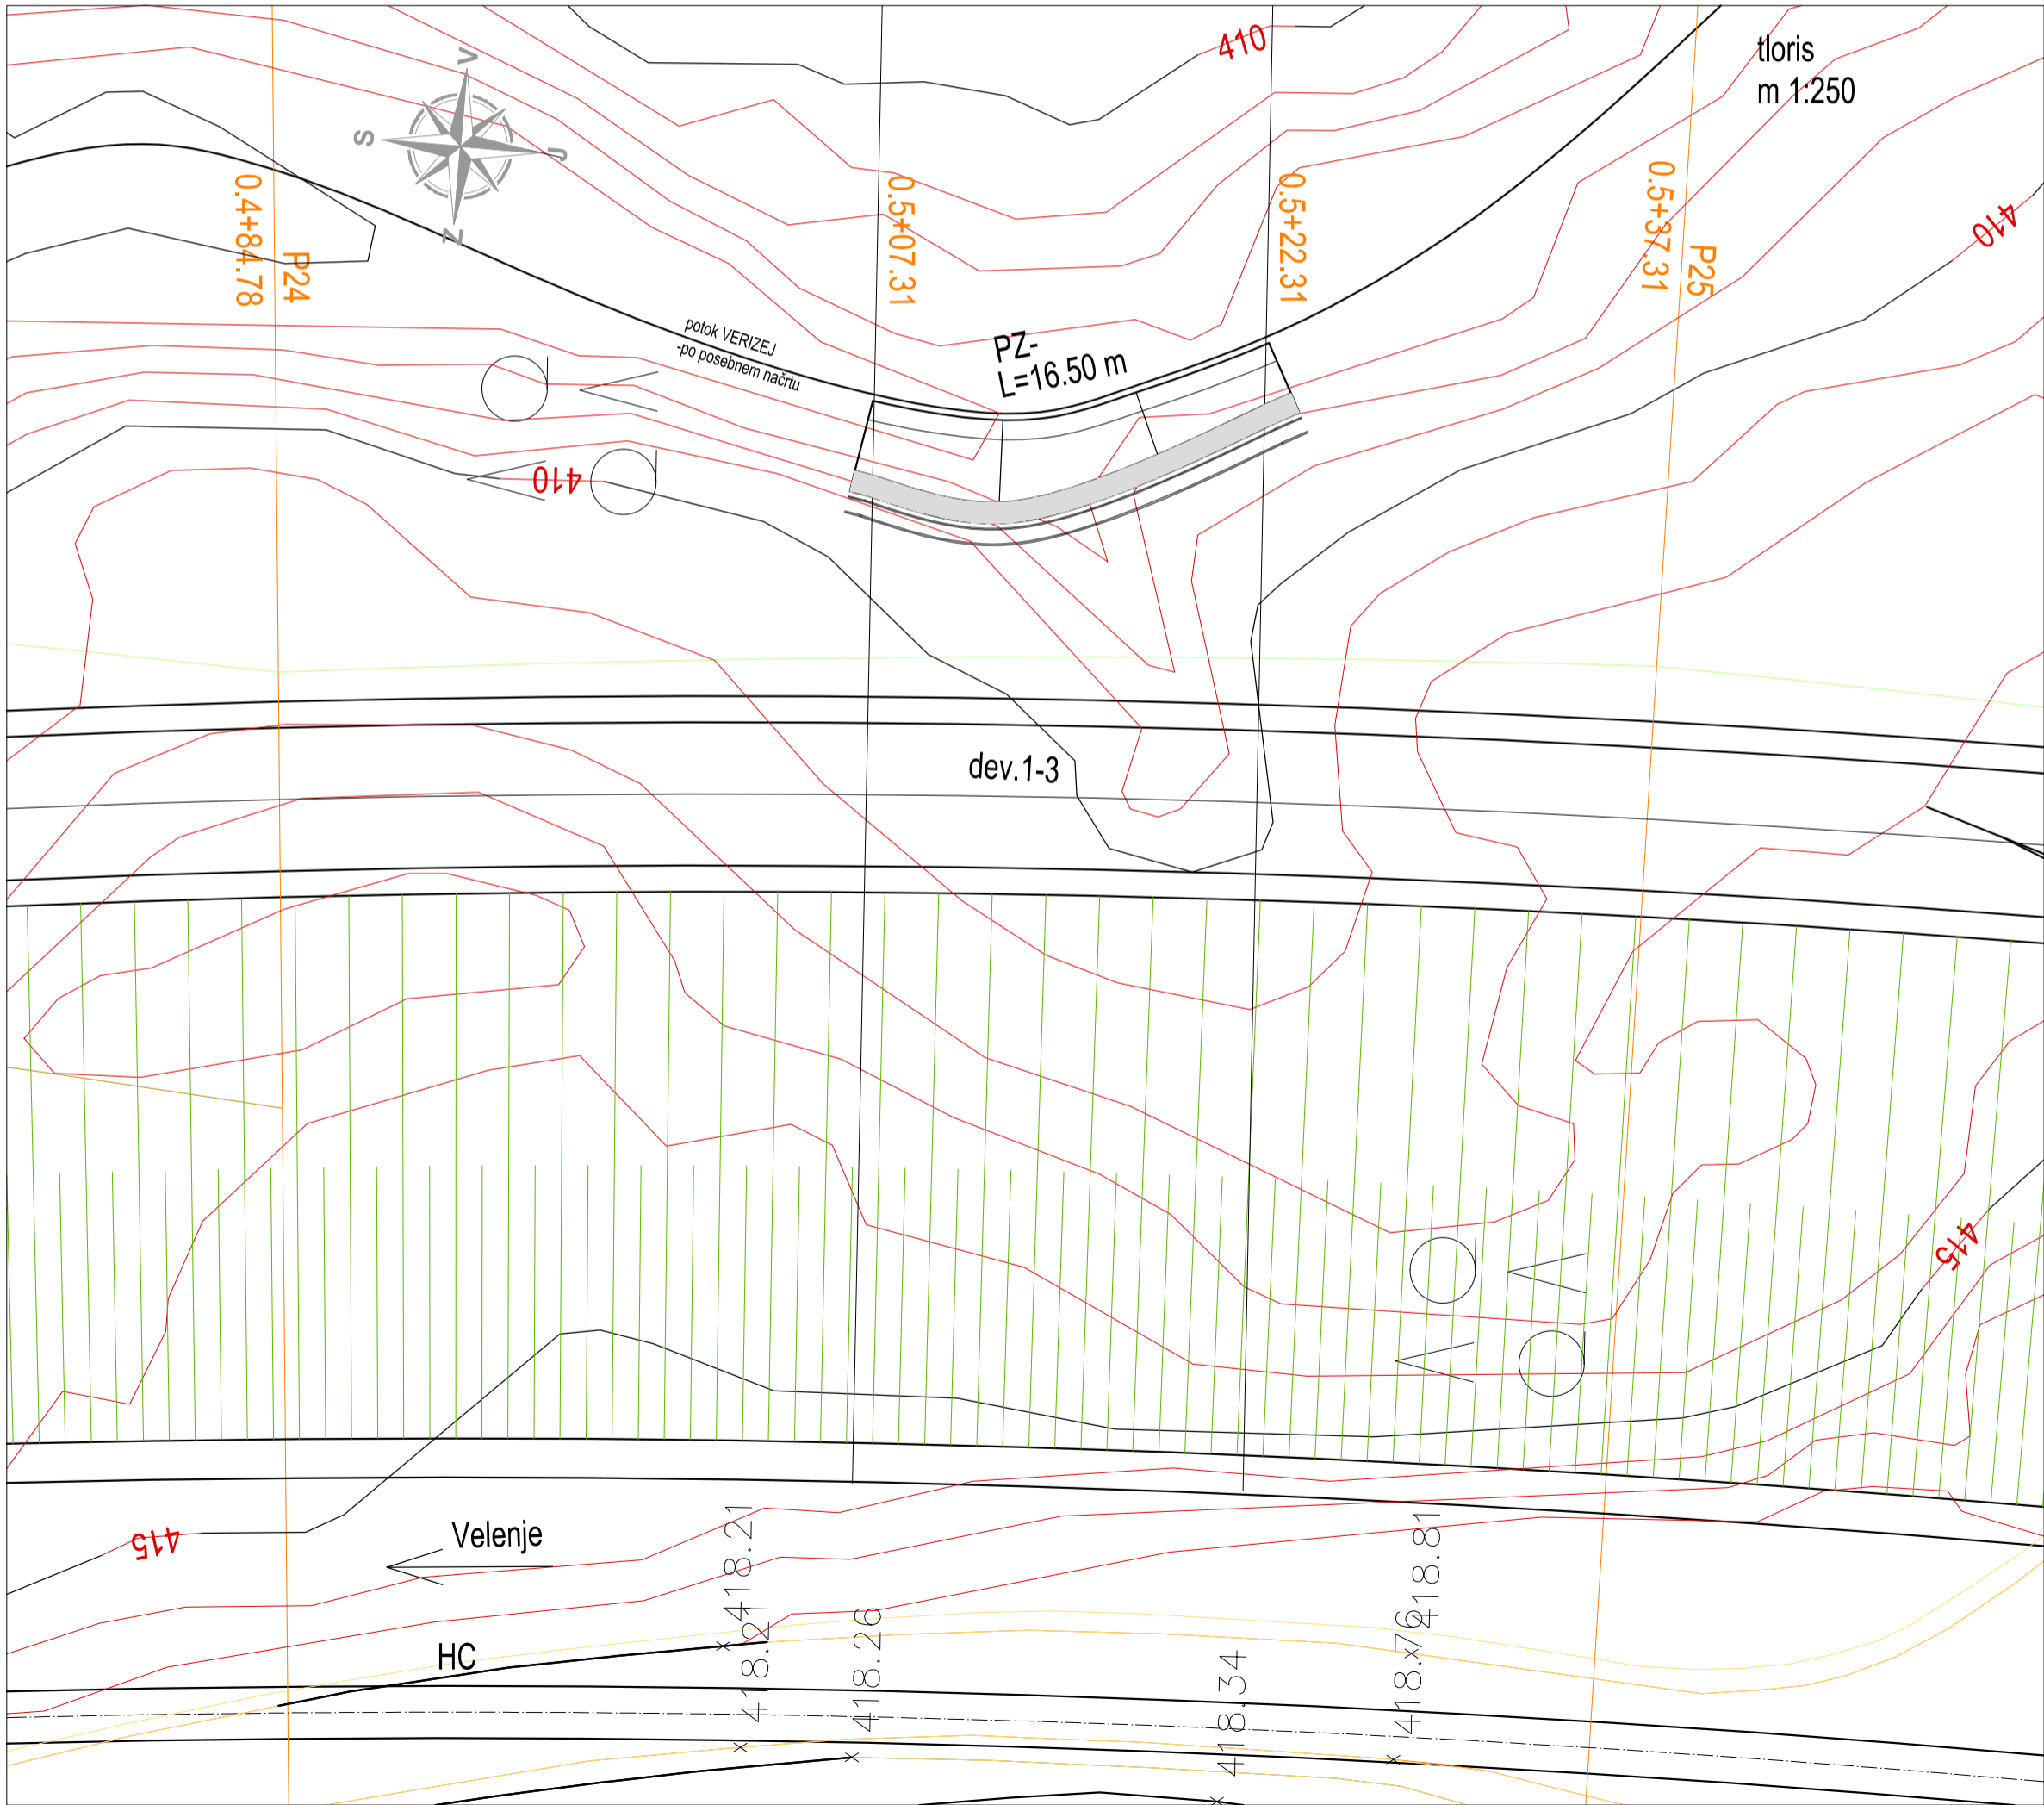 410
tloris
m 1:250
V
S
J
Z
0.4+84.78
P24
0.5+07.31
0.5+22.31
0.5+37.31
P25
410
potok VERIZEJ
-po posebnem načrtu
PZ-
L=16.50 m
410
dev.1-3
415
415
Velenje
HC
418.21
418.21
418.26
418.34
418.76
418.81